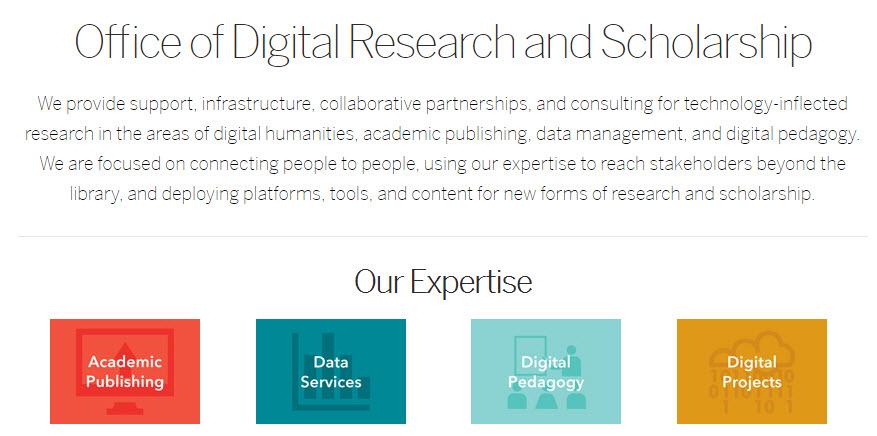 Office of Digital Research and Scholarship
We provide support, infrastructure, collaborative partnerships, and consulting for technology-inflected
research in the areas of digital humanities, academic publishing, data management, and digital pedagogy.
We are focused on connecting people to people, using our expertise to reach stakeholders beyond the
library, and deploying platforms, tools, and content for new forms of research and scholarship.
Our Expertise
Academic
Publishing
Data
Services
Digital
Pedagogy
Digital
Projects